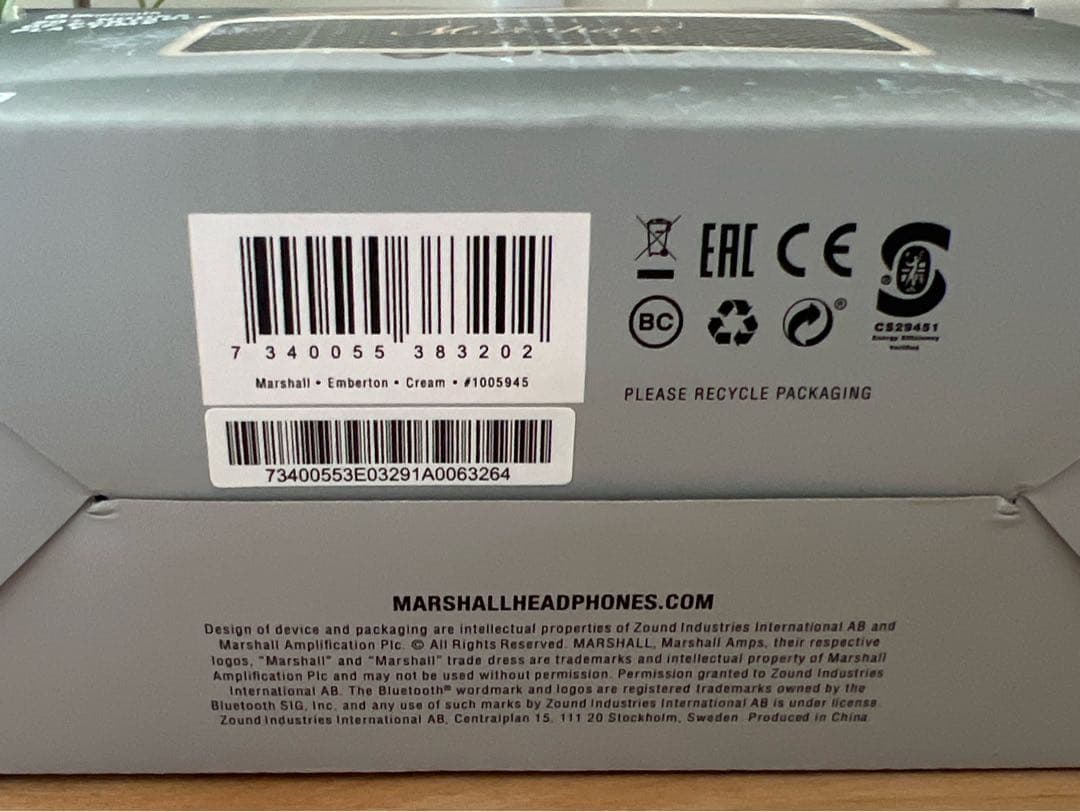 Marshall
7 340055 383202
Marshall • Emberton • Cream • #1005945
73400553E03291A0063264
EAC CE
BC
®
®
CS29451
Energy Efficiency
Verified
PLEASE RECYCLE PACKAGING
MARSHALLHEADPHONES.COM
Design of device and packaging are intellectual properties of Zound Industries International AB and
Marshall Amplification Plc. © All Rights Reserved. MARSHALL, Marshall Amps, their respective
logos, "Marshall" and "Marshall" trade dress are trademarks and intellectual property of Marshall
Amplification Plc and may not be used without permission. Permission granted to Zound Industries
International AB. The Bluetooth® wordmark and logos are registered trademarks owned by the
Bluetooth SIG, Inc. and any use of such marks by Zound Industries International AB is under license.
Zound Industries International AB, Centralplan 15, 111 20 Stockholm, Sweden. Produced in China.